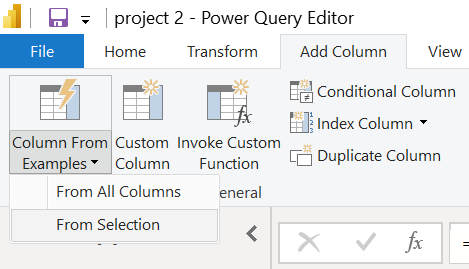 project 2 - Power Query Editor
File Home Transform Add Column View
Column From Examples
Custom Column
Invoke Custom Function
Conditional Column
Index Column
Duplicate Column
From All Columns
From Selection
eneral
fx
=